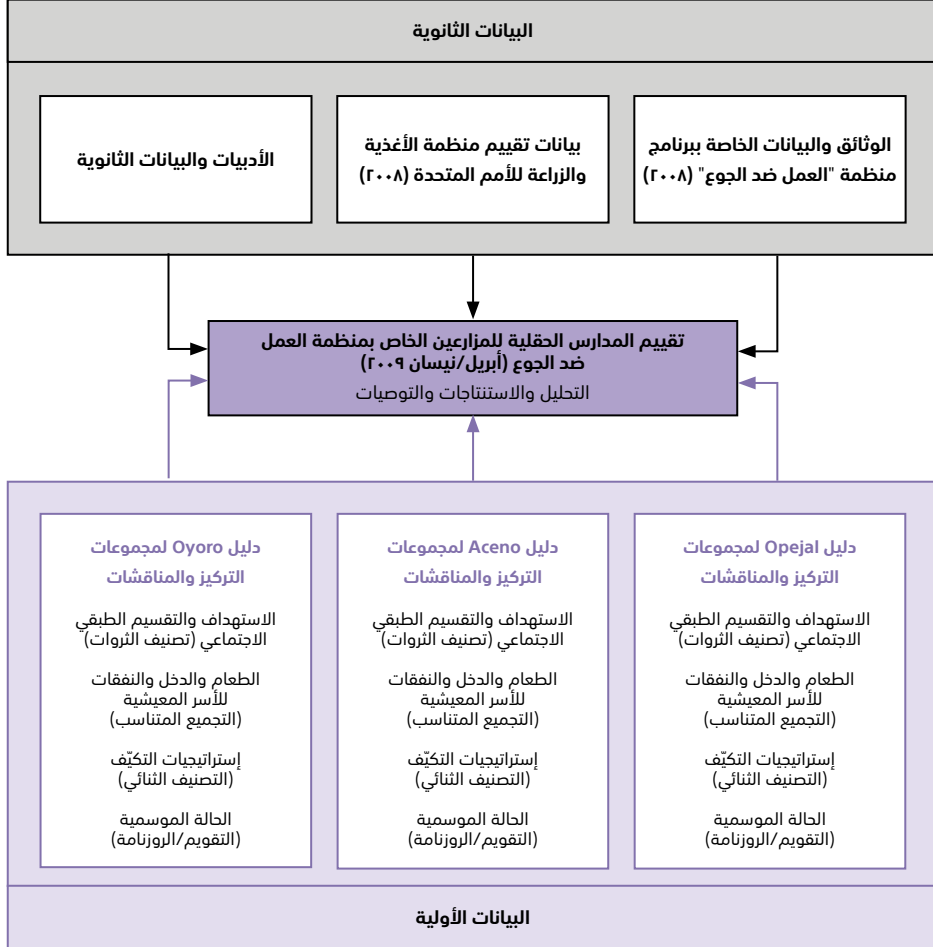 البيانات الثانوية
الوثائق والبيانات الخاصة ببرنامج
منظمة "العمل ضد الجوع" (٢٠٠٨)
بيانات تقييم منظمة الأغذية
والزراعة للأمم المتحدة (٢٠٠٨)
الأدبيات والبيانات الثانوية
تقييم المدارس الحقلية للمزارعين الخاص بمنظمة العمل
ضد الجوع (أبريل/نيسان ٢٠٠٩)
التحليل والاستنتاجات والتوصيات
دليل Opejal لمجموعات
التركيز والمناقشات
الاستهداف والتقسيم الطبقي
الاجتماعي (تصنيف الثروات)
الطعام والدخل والنفقات
للأسر المعيشية
(التجميع المتناسب)
إستراتيجيات التكيّف
(التصنيف الثنائي)
الحالة الموسمية
(التقويم/الروزنامة)
دليل Aceno لمجموعات
التركيز والمناقشات
الاستهداف والتقسيم الطبقي
الاجتماعي (تصنيف الثروات)
الطعام والدخل والنفقات
للأسر المعيشية
(التجميع المتناسب)
إستراتيجيات التكيّف
(التصنيف الثنائي)
الحالة الموسمية
(التقويم/الروزنامة)
دليل Oyoro لمجموعات
التركيز والمناقشات
الاستهداف والتقسيم الطبقي
الاجتماعي (تصنيف الثروات)
الطعام والدخل والنفقات
للأسر المعيشية
(التجميع المتناسب)
إستراتيجيات التكيّف
(التصنيف الثنائي)
الحالة الموسمية
(التقويم/الروزنامة)
البيانات الأولية